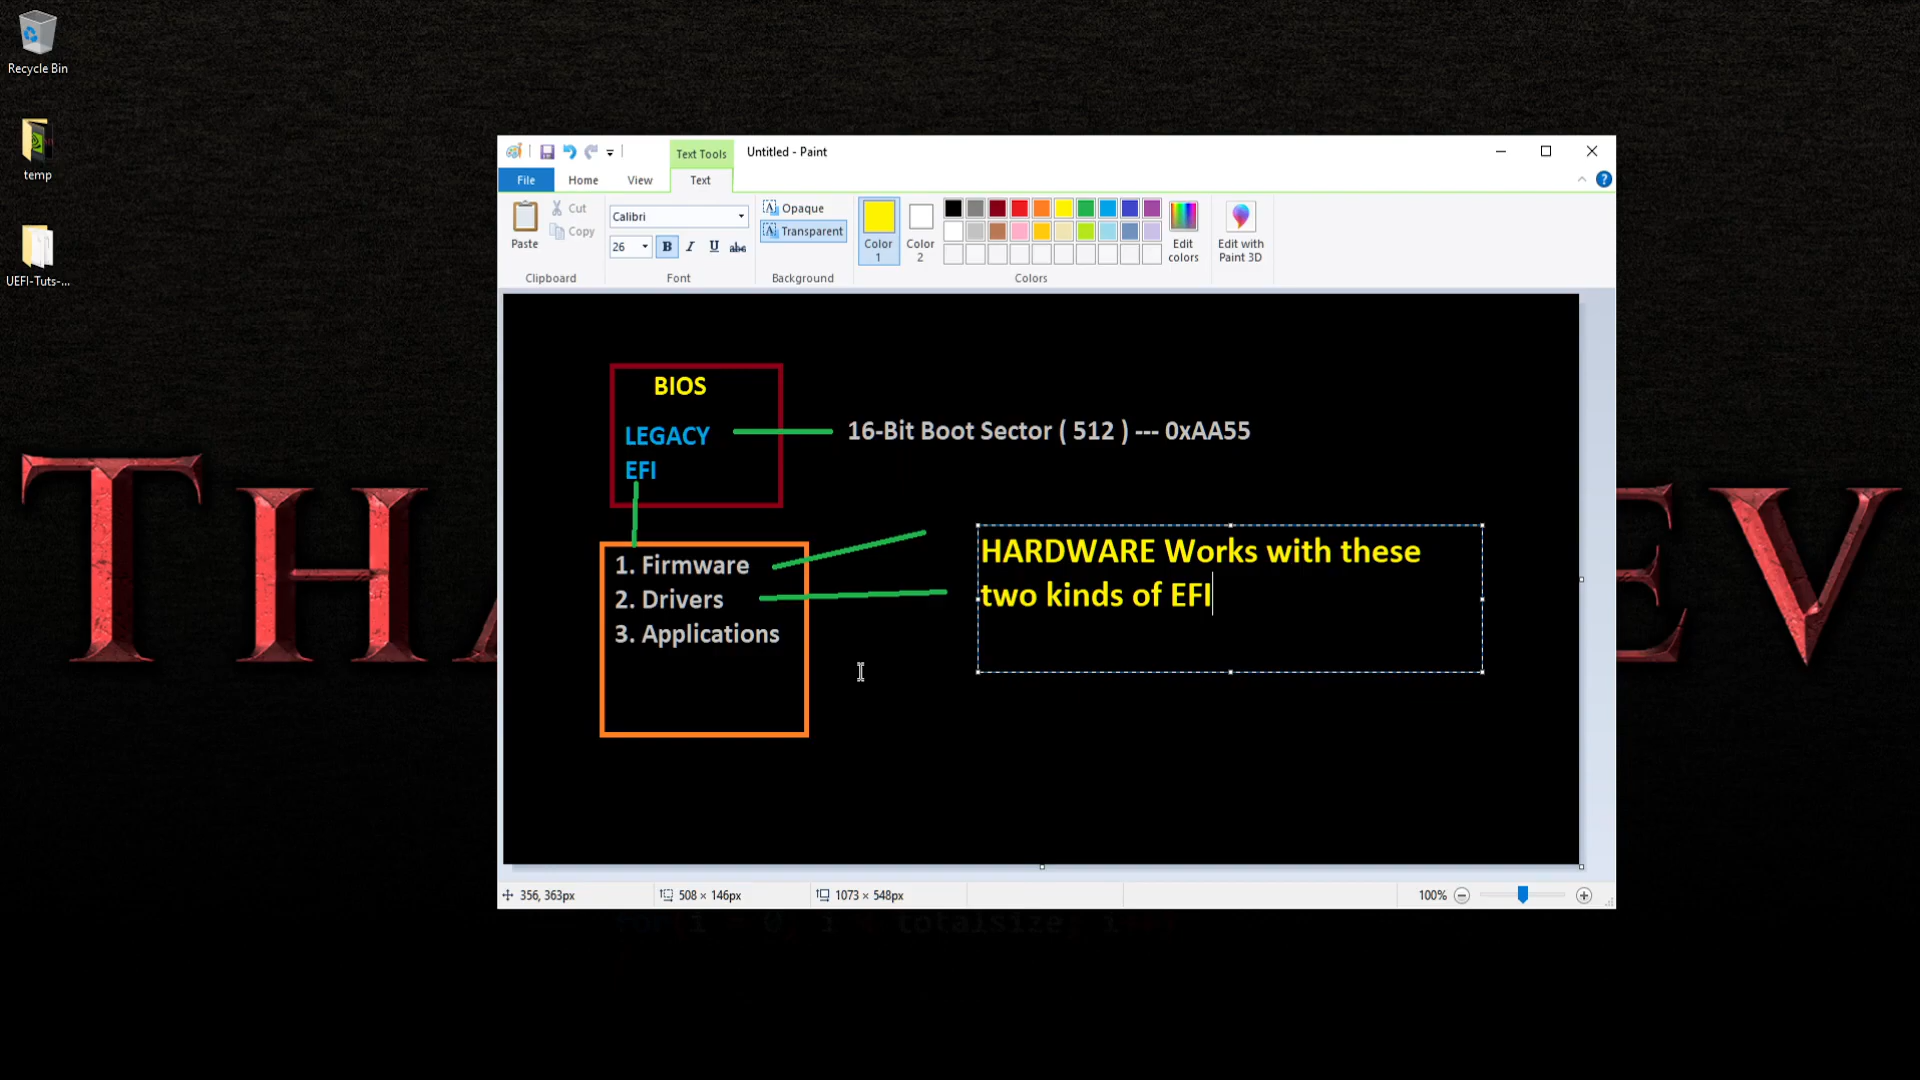 Recycle Bin
temp
UEFI-Tuts-...
Text Tools
Untitled - Paint
File
Home
View
Text
Paste
Cut
Copy
Clipboard
Calibri
26
B
I
U
abc
Font
Opaque
Transparent
Background
Color
1
Color
2
Edit
colors
Colors
Edit with
Paint 3D
BIOS
LEGACY
EFI
16-Bit Boot Sector ( 512 ) --- 0xAA55
1. Firmware
2. Drivers
3. Applications
HARDWARE Works with these
two kinds of EFI
356, 363px
508 × 146px
1073 × 548px
100%
TH
EV